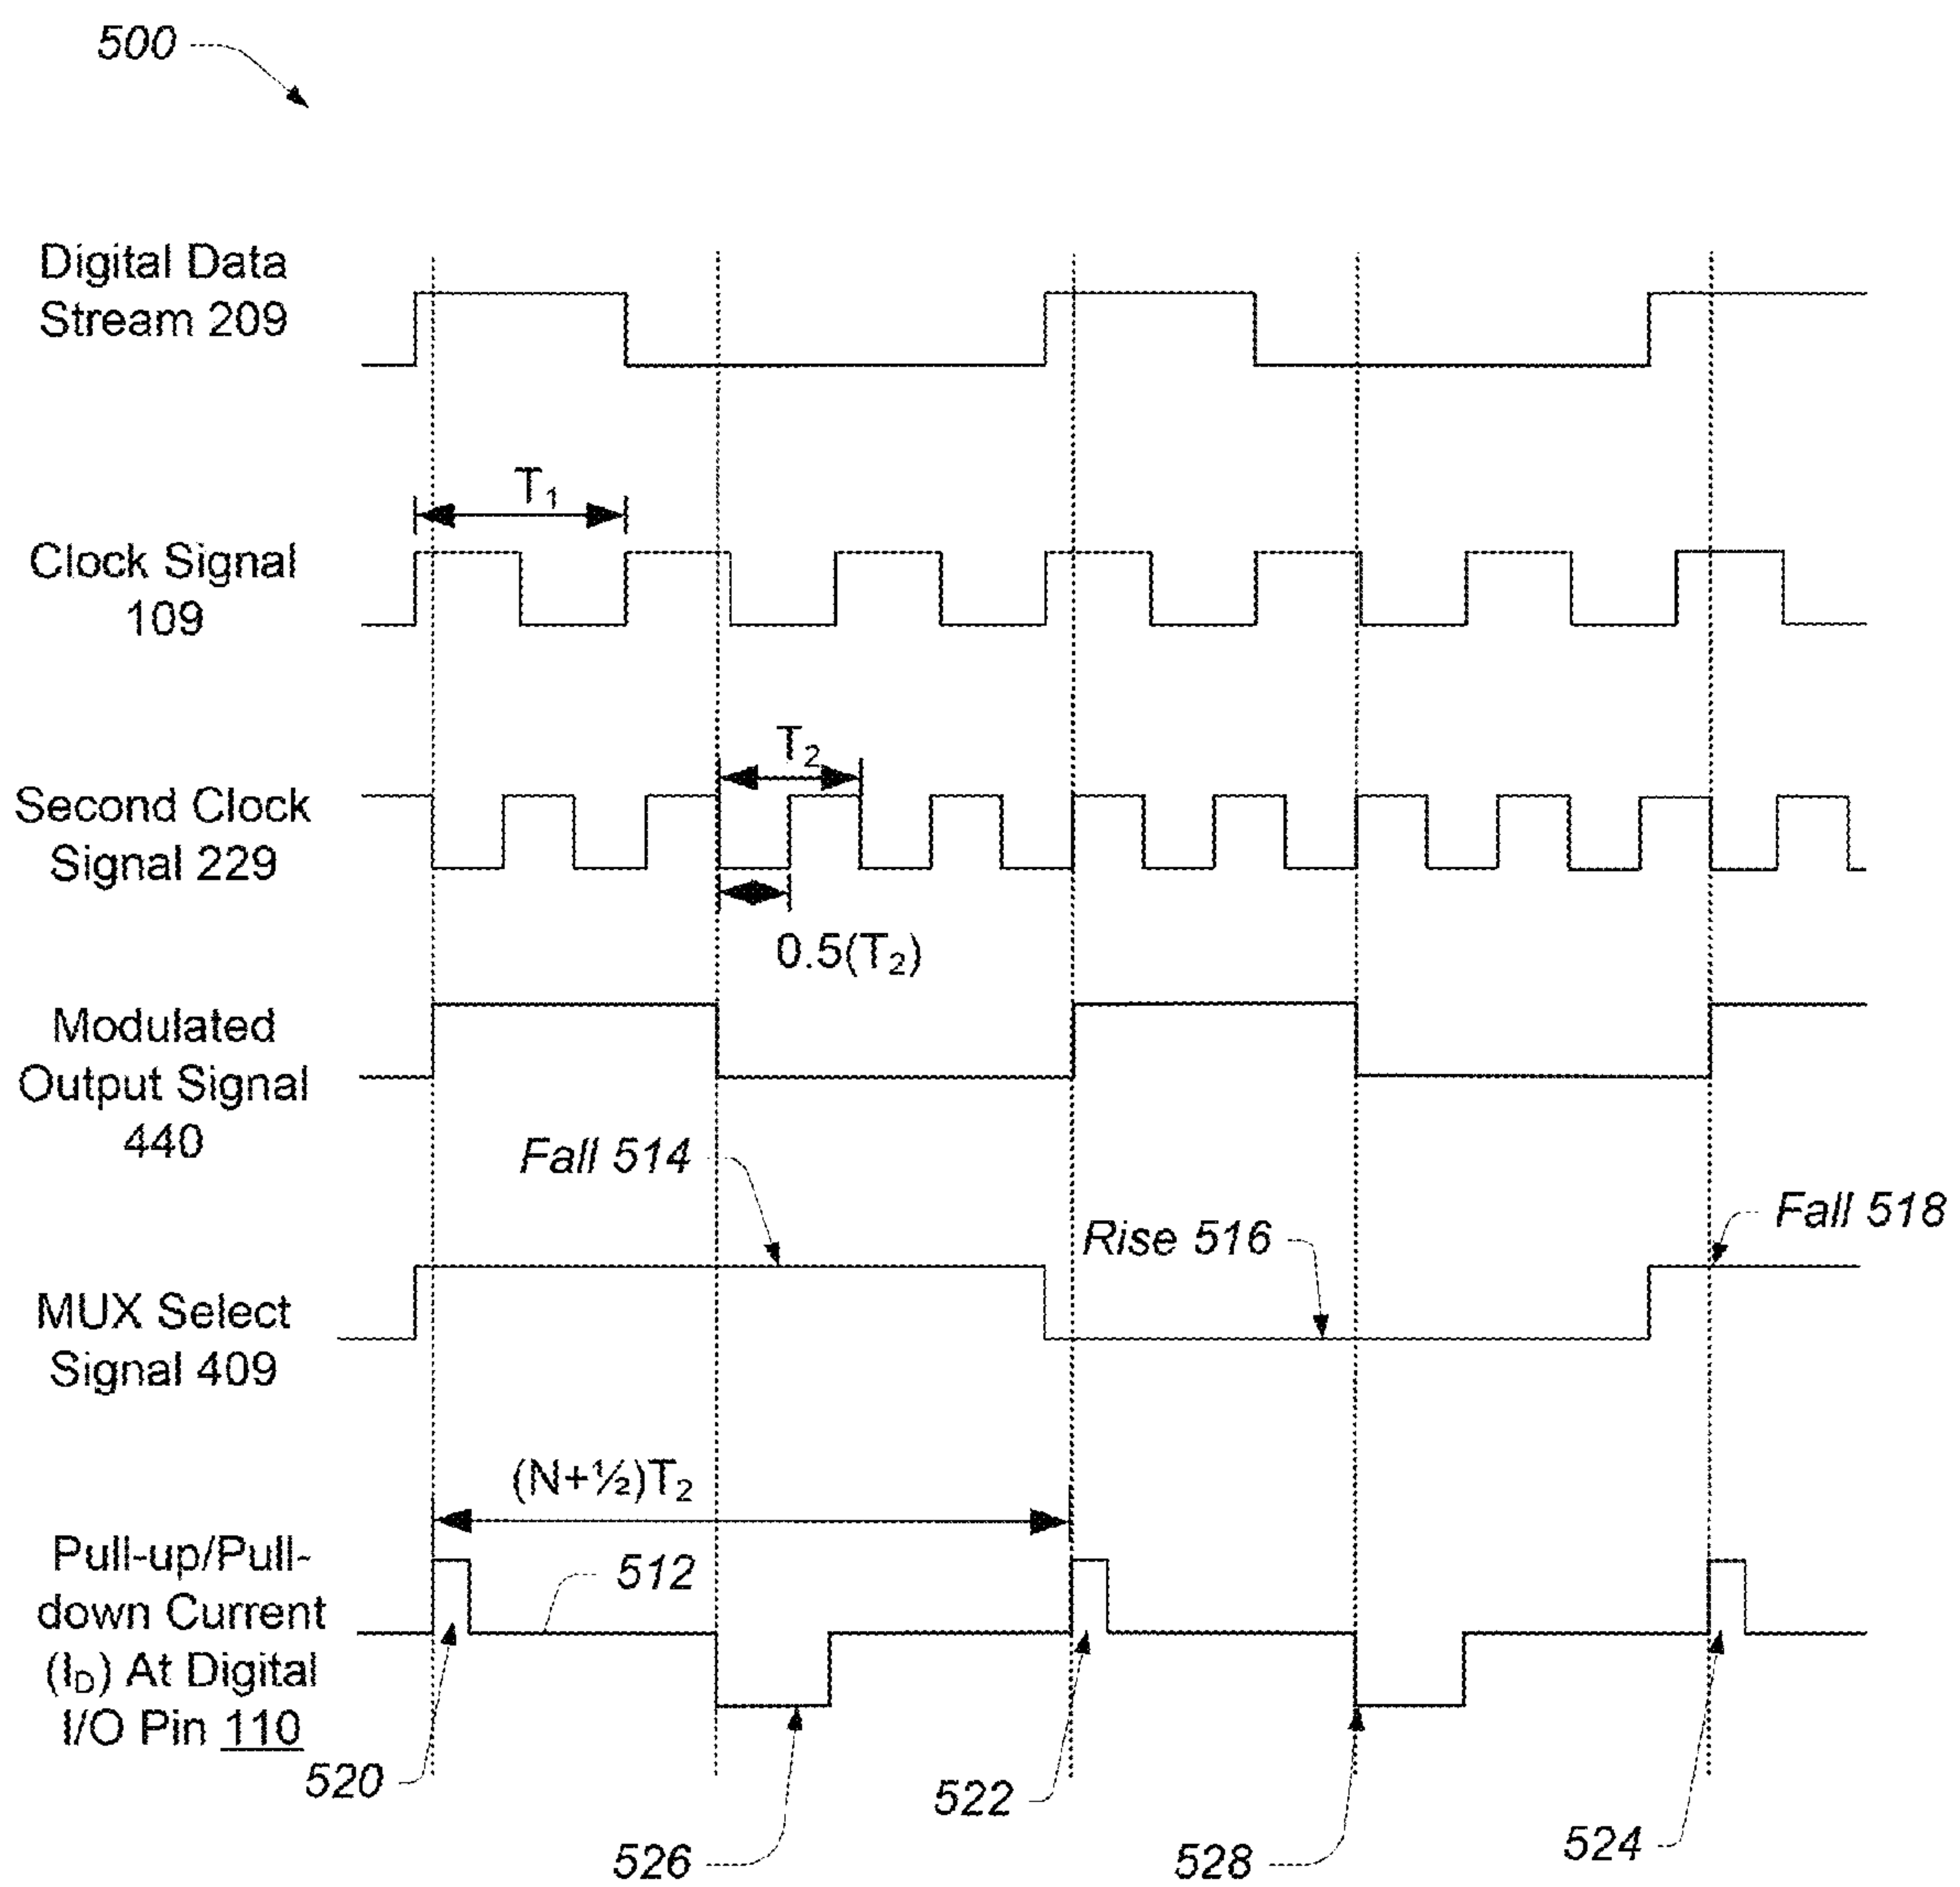 500
Digital Data
Stream 209
T1
Clock Signal
109
T2
Second Clock
Signal 229
0.5(T2)
Modulated
Output Signal
440
Fall 514
Rise 516
Fall 518
MUX Select
Signal 409
(N+½)T2
Pull-up/Pull-
down Current
(ID) At Digital
I/O Pin 110
512
520
522
524
526
528